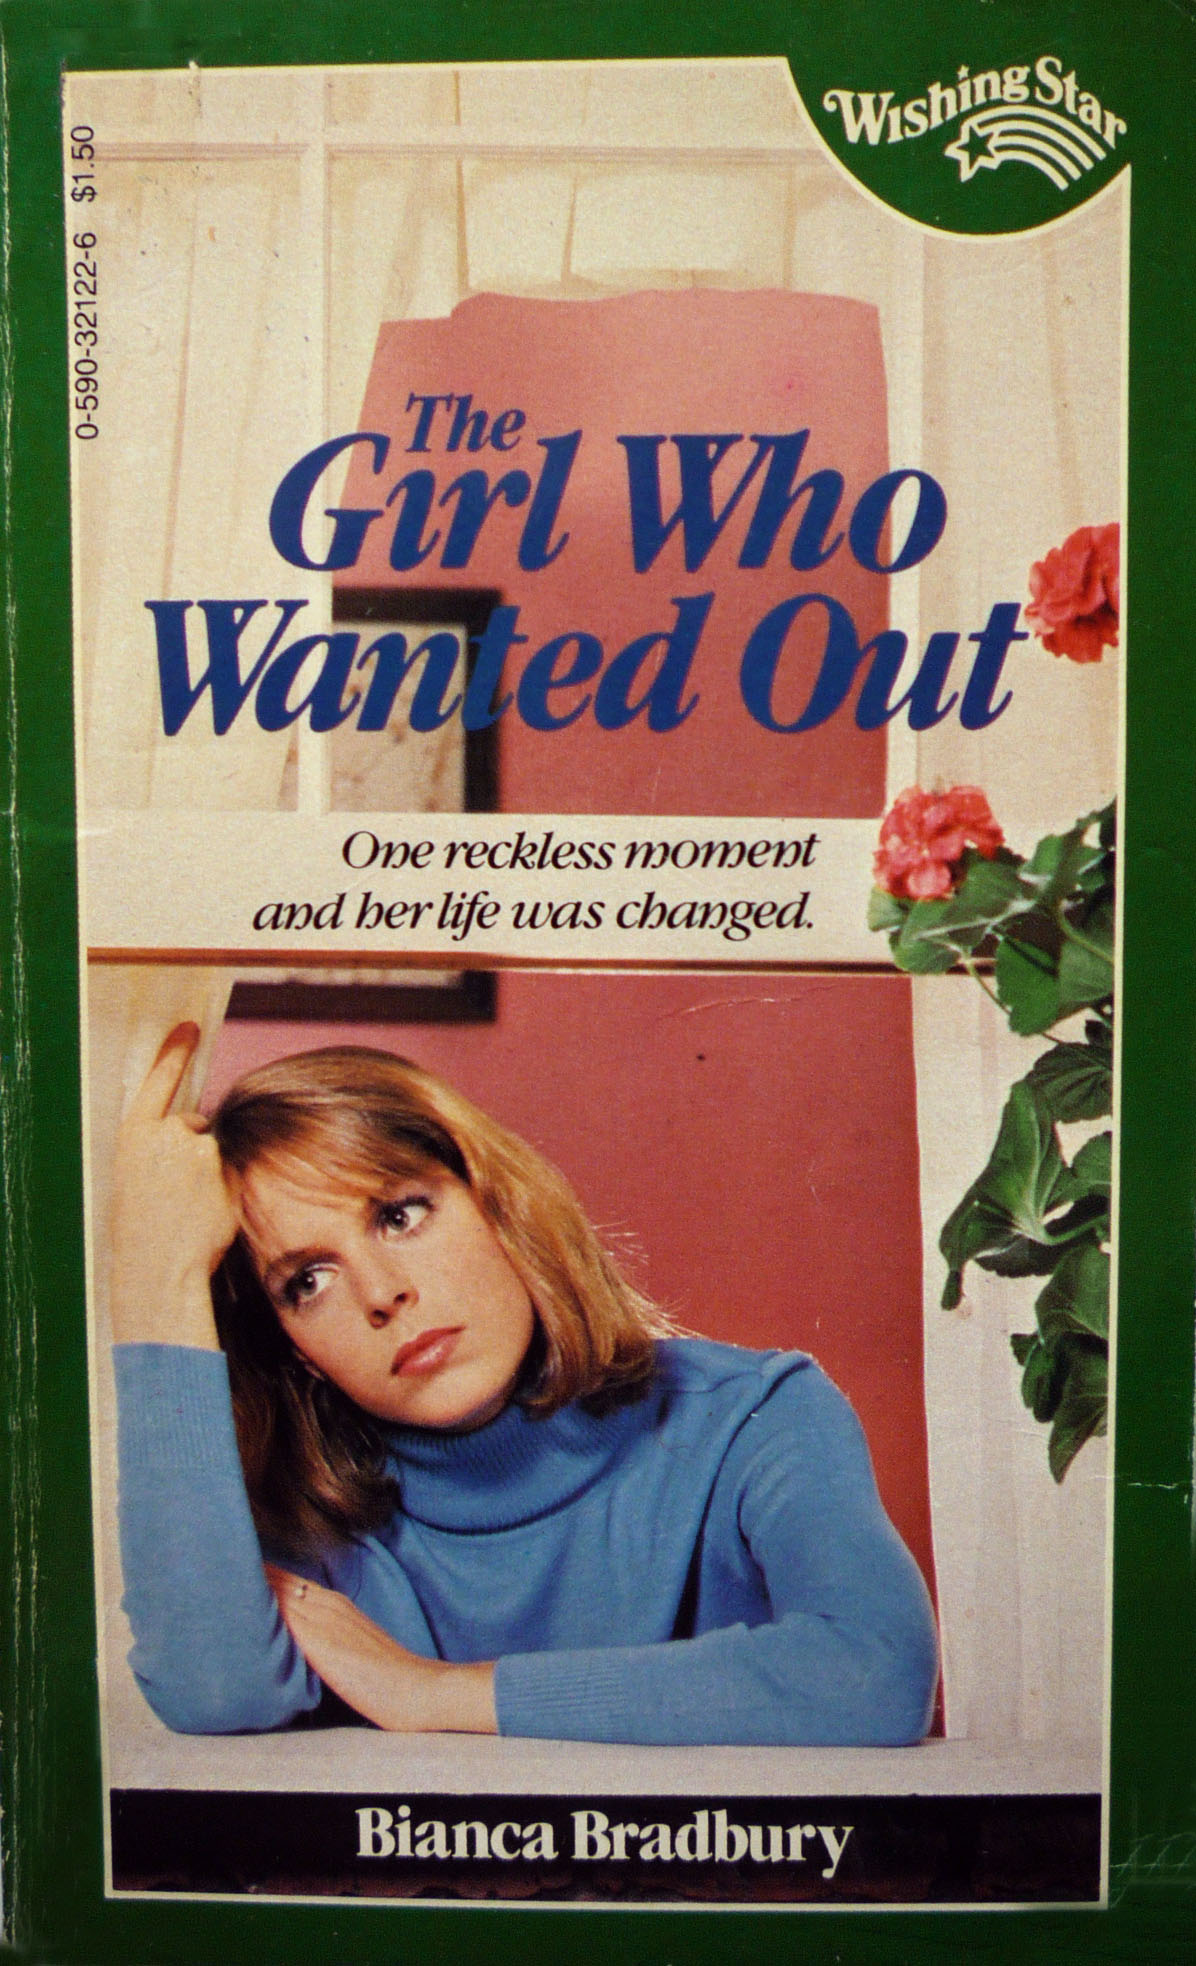 Wishing Star
0-590-32122-6 $1.50
The
Girl Who
Wanted Out
One reckless moment
and her life was changed.
Bianca Bradbury